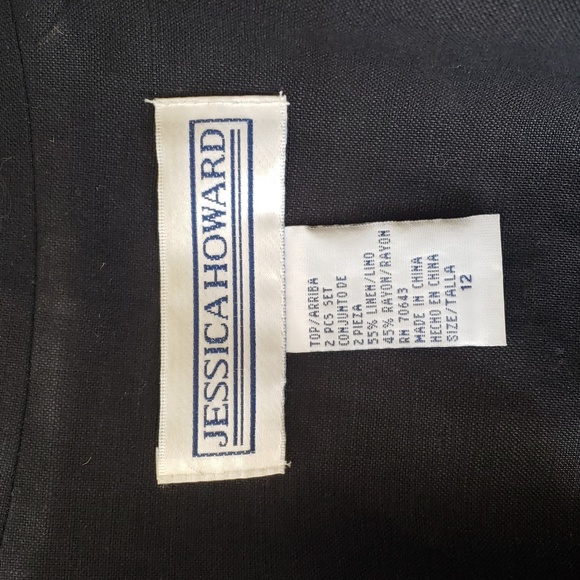 JESSICA HOWARD
TOP/ARRIBA
2 PCS SET
CONJUNTO DE
2 PIEZA
55% LINEN/LINO
45% RAYON/RAYON
RN 70643
MADE IN CHINA
HECHO EN CHINA
SIZE/TALLA
12